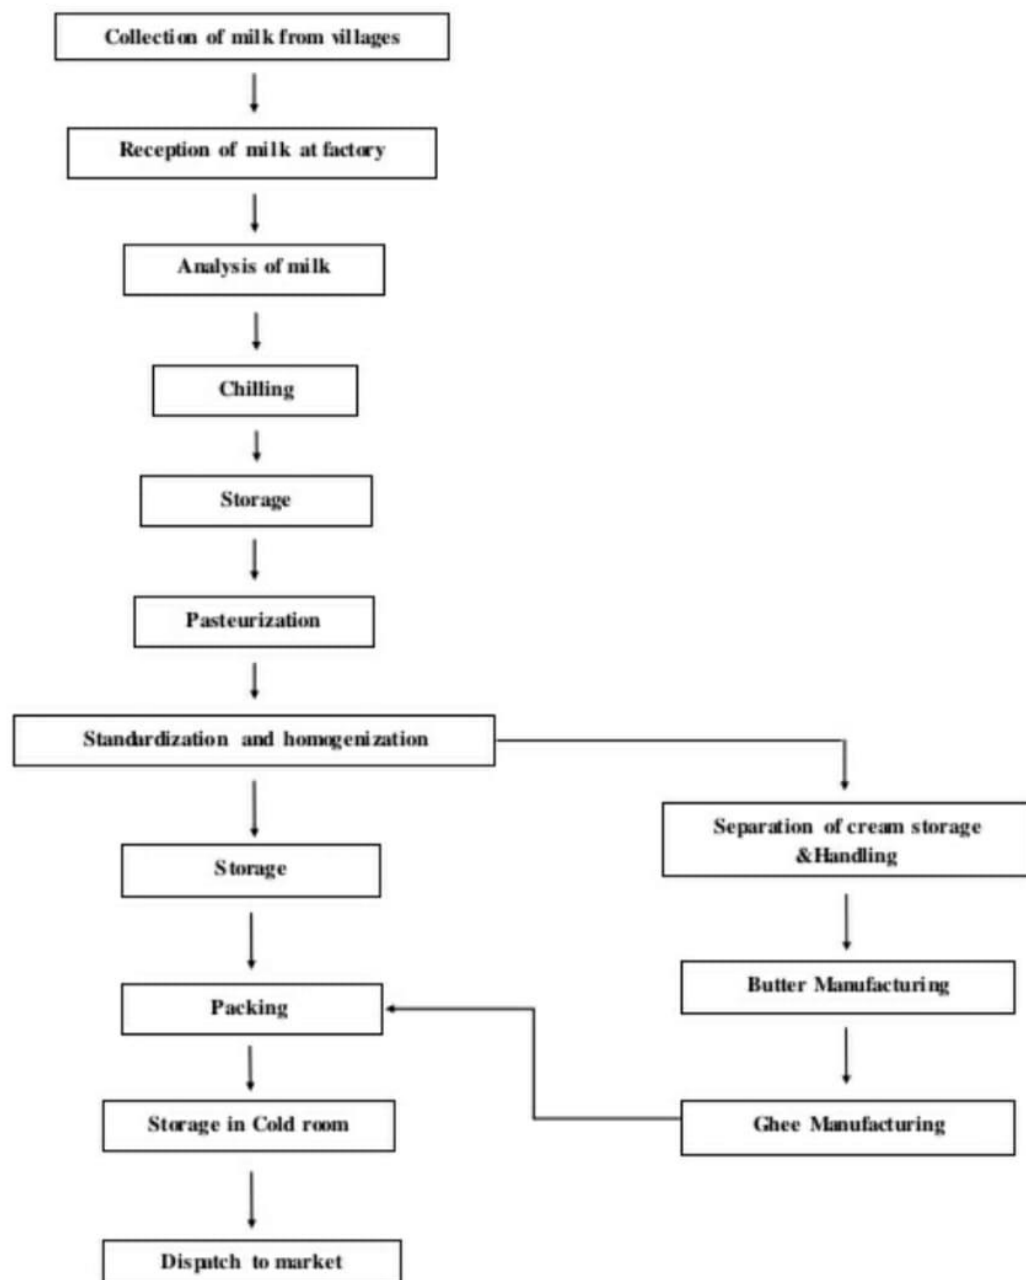 Collection of milk from villages
Reception of milk at factory
Analysis of milk
Chilling
Storage
Pasteurization
Standardization and homogenization
Separation of cream storage
&Handling
Storage
Butter Manufacturing
Packing
Ghee Manufacturing
Storage in Cold room
Dispatch to market